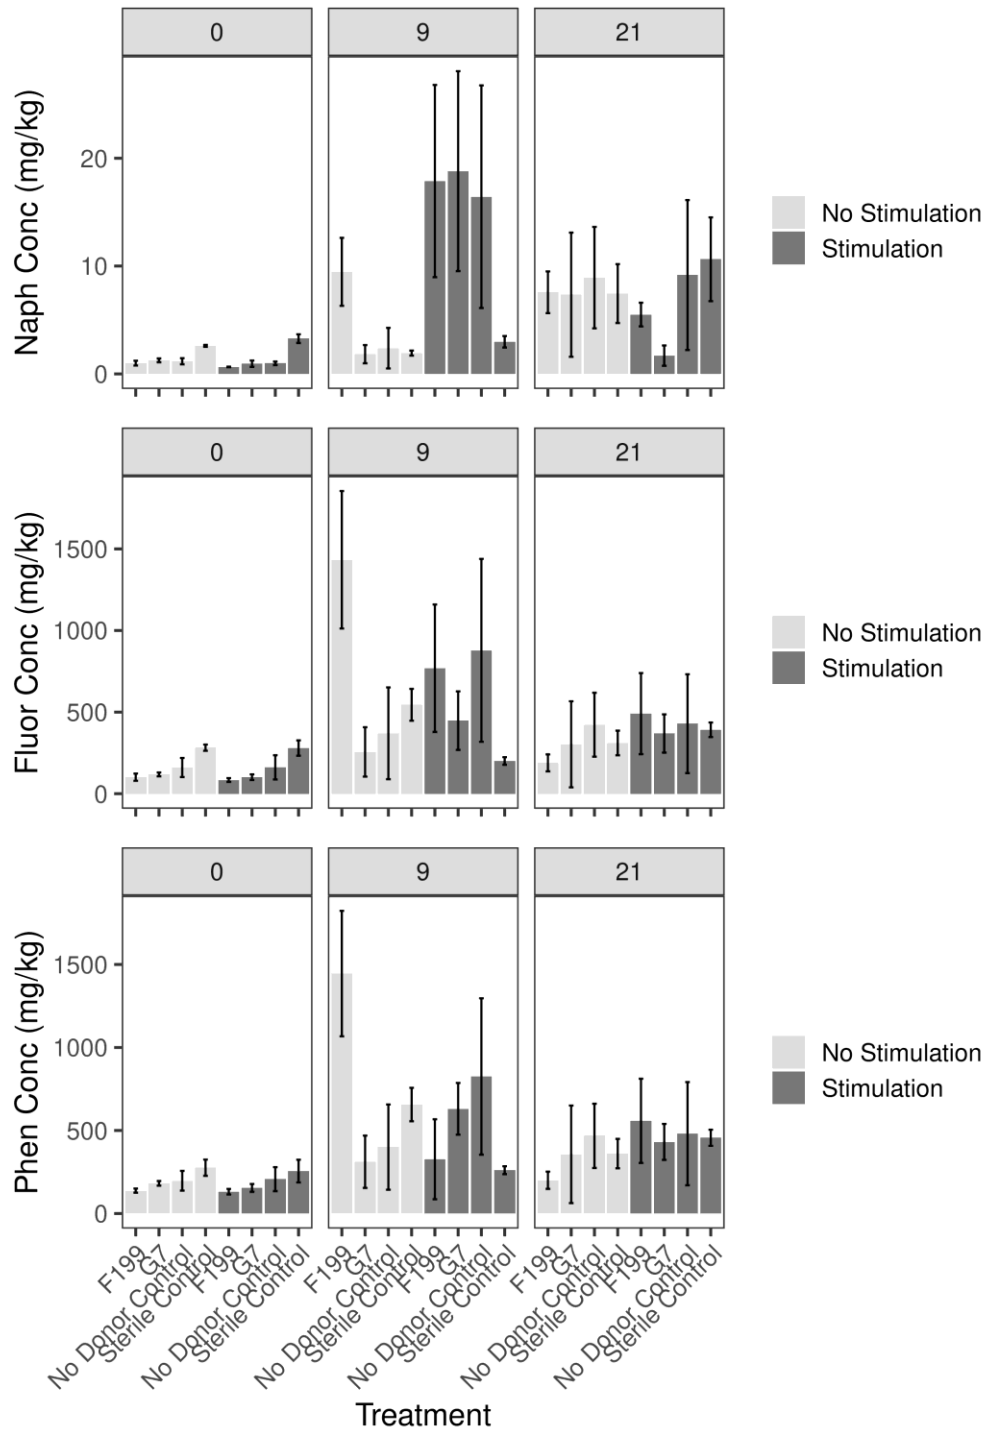 0 9 21
Naph Conc (mg/kg)
20
10
0
No Stimulation
Stimulation
0 9 21
Fluor Conc (mg/kg)
1500
1000
500
0
No Stimulation
Stimulation
0 9 21
Phen Conc (mg/kg)
1500
1000
500
0
No Stimulation
Stimulation
F199
G7
No Donor Control
Sterile Control
F199
G7
No Donor Control
Sterile Control
F199
G7
No Donor Control
Sterile Control
F199
G7
No Donor Control
Sterile Control
F199
G7
No Donor Control
Sterile Control
F199
G7
No Donor Control
Sterile Control
Treatment